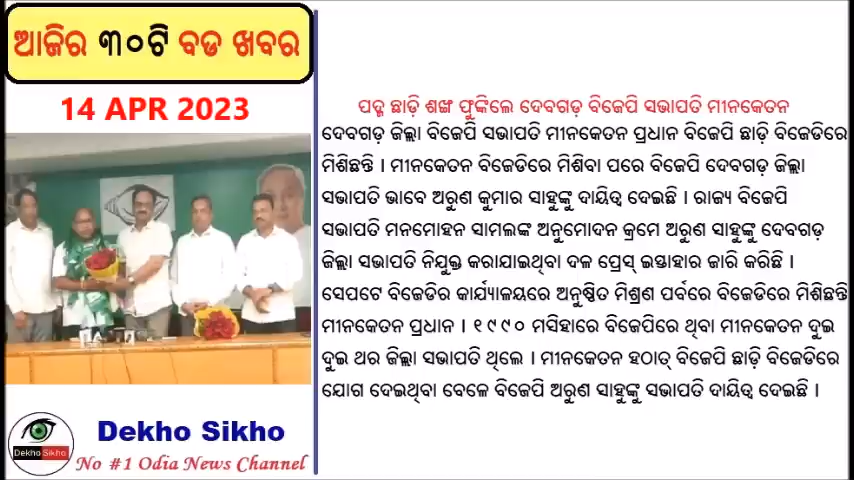 ଆଜିର ୩୦ଟି ବଡ ଖବର
14 APR 2023
ପଦ୍ମ ଛାଡ଼ି ଶଙ୍ଖ ଫୁଙ୍କିଲେ ଦେବଗଡ଼ ବିଜେପି ସଭାପତି ମୀନକେତନ
ଦେବଗଡ଼ ଜିଲ୍ଲା ବିଜେପି ସଭାପତି ମୀନକେତନ ପ୍ରଧାନ ବିଜେପି ଛାଡ଼ି ବିଜେଡିରେ
ମିଶିଛନ୍ତି । ମୀନକେତନ ବିଜେଡିରେ ମିଶିବା ପରେ ବିଜେପି ଦେବଗଡ଼ ଜିଲ୍ଲା
ସଭାପତି ଭାବେ ଅରୁଣ କୁମାର ସାହୁଙ୍କୁ ଦାୟିତ୍ୱ ଦେଇଛି । ରାଜ୍ୟ ବିଜେପି
ସଭାପତି ମନମୋହନ ସାମଲଙ୍କ ଅନୁମୋଦନ କ୍ରମେ ଅରୁଣ ସାହୁଙ୍କୁ ଦେବଗଡ଼
ଜିଲ୍ଲା ସଭାପତି ନିଯୁକ୍ତ କରାଯାଇଥିବା ଦଳ ପ୍ରେସ୍ ଇସ୍ତାହାର ଜାରି କରିଛି ।
ସେପଟେ ବିଜେଡିର କାର୍ଯ୍ୟାଳୟରେ ଅନୁଷ୍ଠିତ ମିଶ୍ରଣ ପର୍ବରେ ବିଜେଡିରେ ମିଶିଛନ୍ତି
ମୀନକେତନ ପ୍ରଧାନ । ୧୯୯୦ ମସିହାରେ ବିଜେପିରେ ଥିବା ମୀନକେତନ ଦୁଇ
ଦୁଇ ଥର ଜିଲ୍ଲା ସଭାପତି ଥିଲେ । ମୀନକେତନ ହଠାତ୍ ବିଜେପି ଛାଡ଼ି ବିଜେଡିରେ
ଯୋଗ ଦେଇଥିବା ବେଳେ ବିଜେପି ଅରୁଣ ସାହୁଙ୍କୁ ସଭାପତି ଦାୟିତ୍ୱ ଦେଇଛି ।
Dekho Sikho
Dekho Sikho
No #1 Odia News Channel